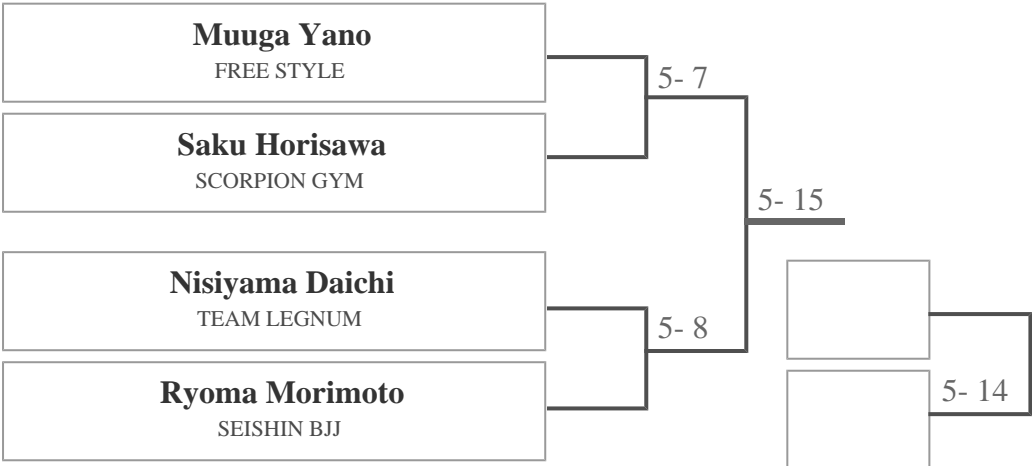 Muuga Yano
FREE STYLE
5- 7
Saku Horisawa
SCORPION GYM
5- 15
Nisiyama Daichi
TEAM LEGNUM
5- 8
Ryoma Morimoto
SEISHIN BJJ
5- 14